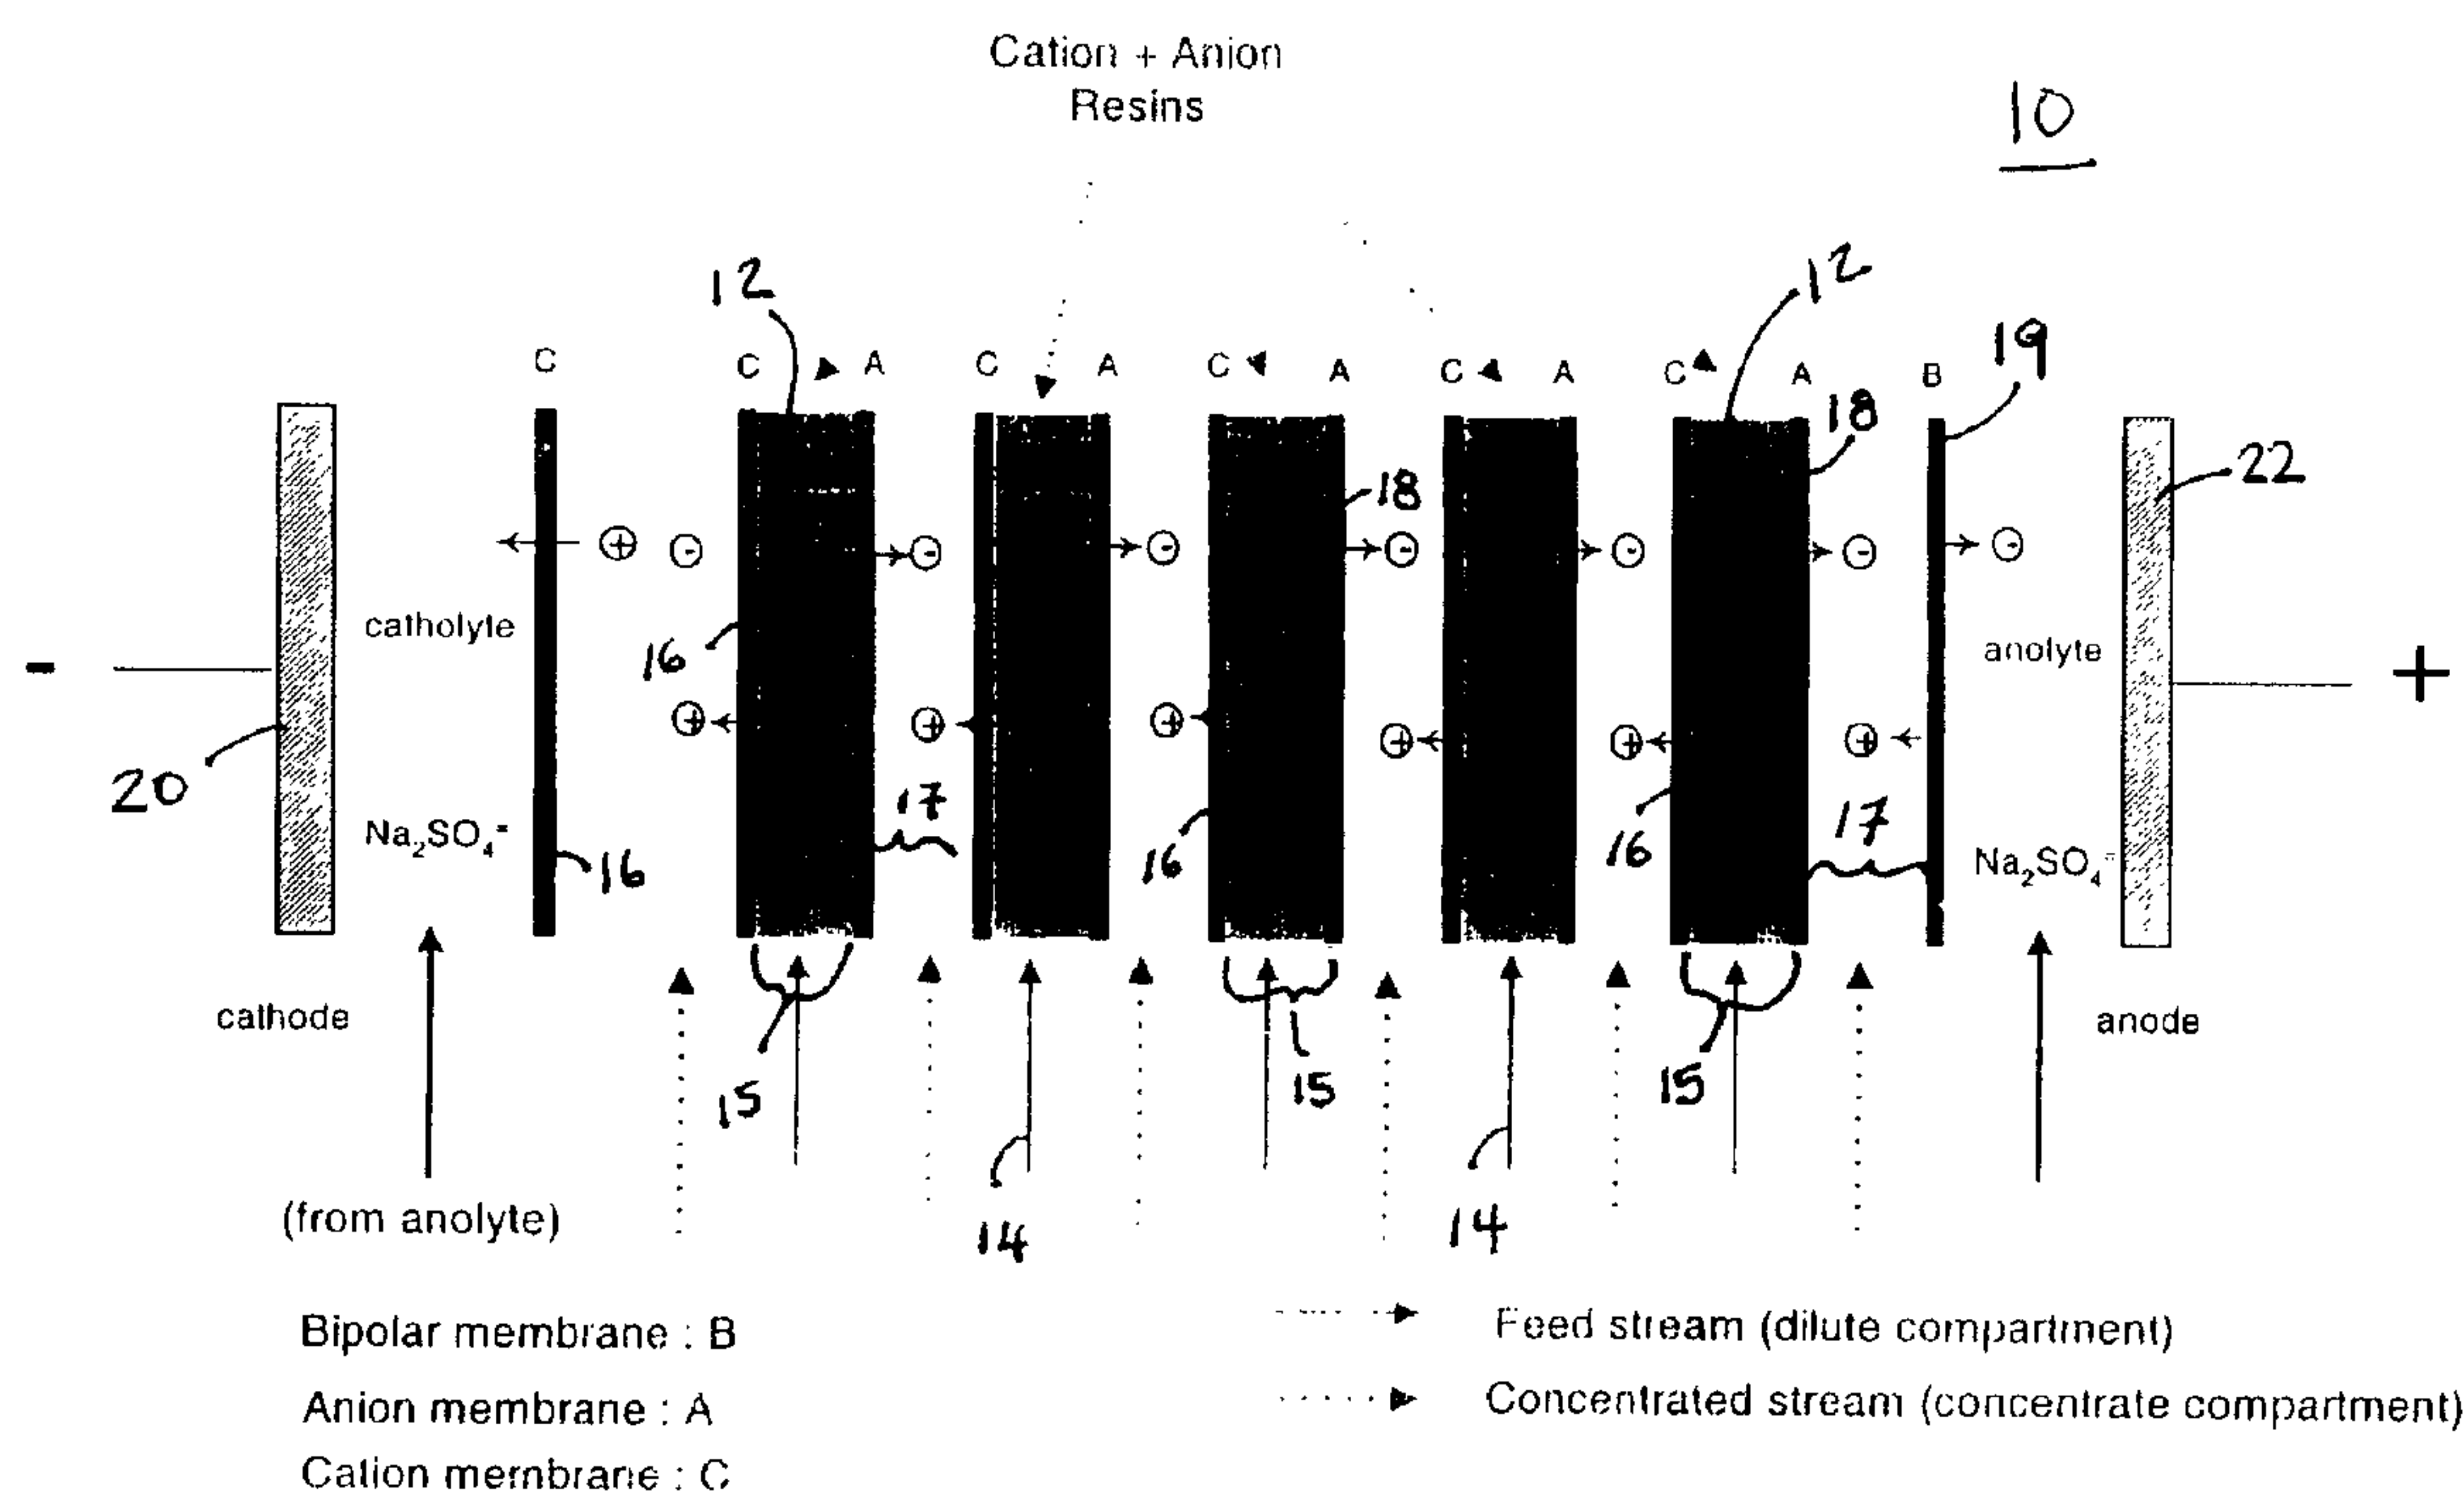 Cation + Anion
Resins
10
12
12
19
C
C
A
C
A
C
A
C
A
C
A
B
18
22
18
⊕
⊖
⊖
⊖
⊖
⊖
⊖
⊖
catholyte
anolyte
16
-
+
⊕
⊕
⊕
⊕
⊕
⊕
20
17
17
Na₂SO₄⁼
16
16
16
Na₂SO₄⁼
cathode
anode
15
15
15
(from anolyte)
14
14
Bipolar membrane : B
Feed stream (dilute compartment)
Anion membrane : A
Concentrated stream (concentrate compartment)
Cation membrane : C